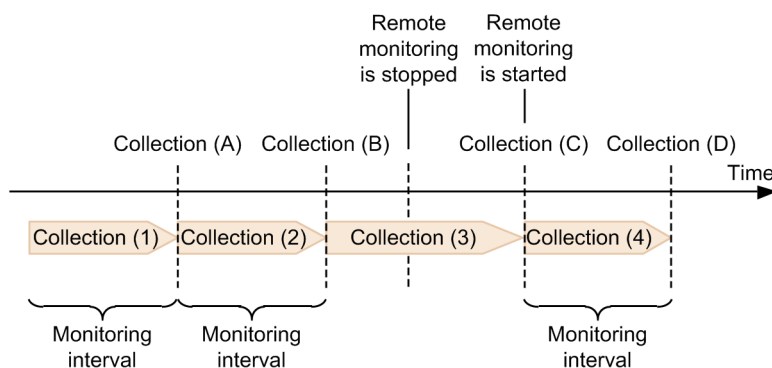 Remote
monitoring
is stopped
Remote
monitoring
is started
Collection (A)
Collection (B)
Collection (C)
Collection (D)
Time
Collection (1)
Collection (2)
Collection (3)
Collection (4)
Monitoring
interval
Monitoring
interval
Monitoring
interval